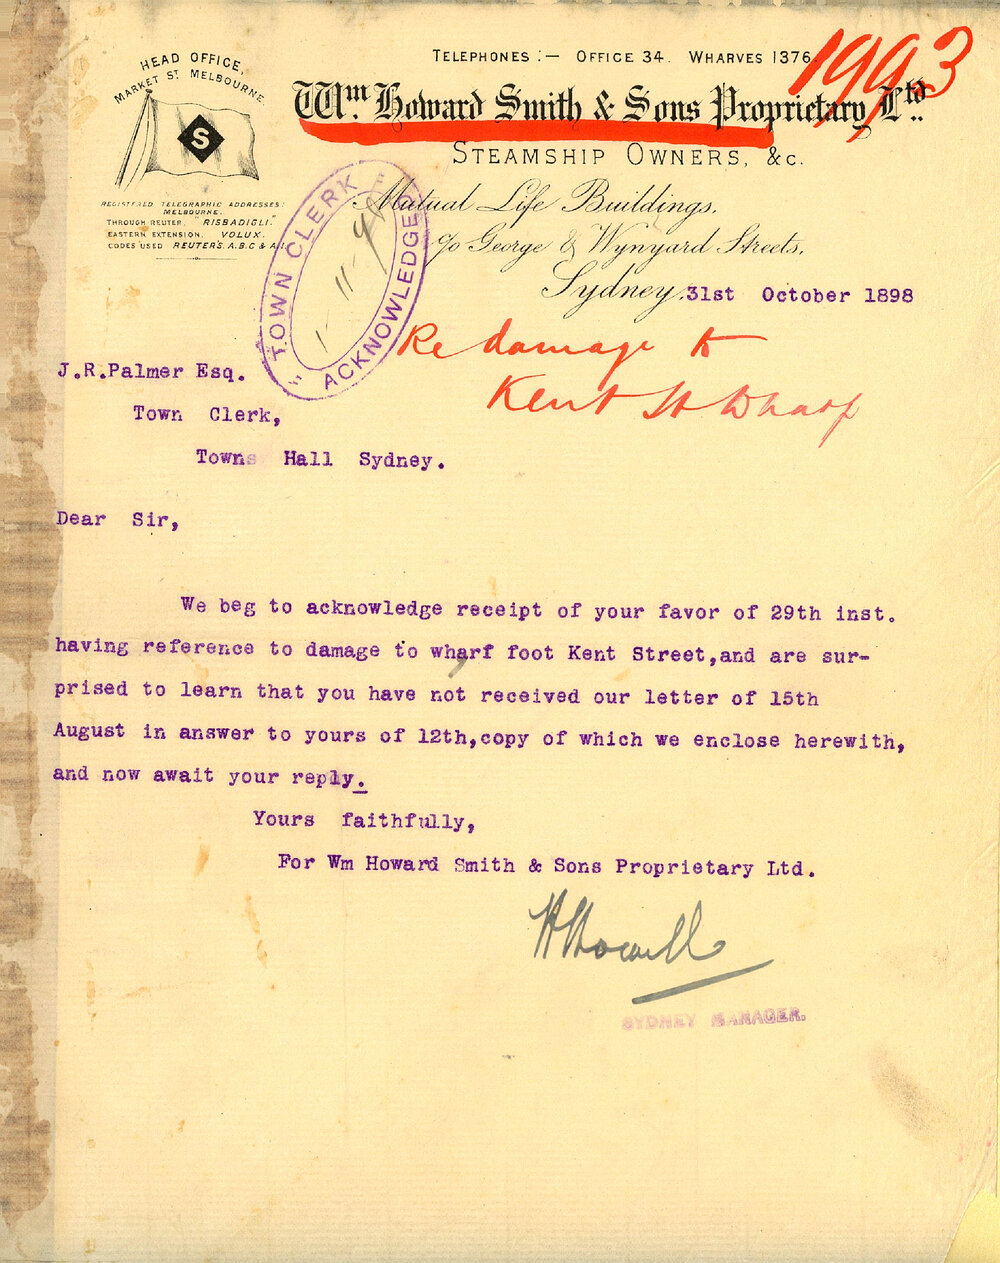 HEAD OFFICE,
MARKET ST. MELBOURNE.
S
REGISTERED TELEGRAPHIC ADDRESSES:
MELBOURNE.
THROUGH REUTER, "RISBADIGLI."
EASTERN EXTENSION, VOLUX.
CODES USED REUTER'S. A.B.C & A.I.
TELEPHONES :— OFFICE 34. WHARVES 1376.
1993
Wm. Howard Smith & Sons Proprietary Ltd.
STEAMSHIP OWNERS, &c.
Mutual Life Buildings,
c/o George & Wynyard Streets,
Sydney, 31st October 1898
"TOWN CLERK"
1-11-98
ACKNOWLEDGED
Re damage to
Kent St Wharf
J.R.Palmer Esq.
Town Clerk,
Towns Hall Sydney.
Dear Sir,
We beg to acknowledge receipt of your favor of 29th inst.
having reference to damage to wharf foot Kent Street,and are sur-
prised to learn that you have not received our letter of 15th
August in answer to yours of 12th,copy of which we enclose herewith,
and now await your reply.
Yours faithfully,
For Wm Howard Smith & Sons Proprietary Ltd.
H Howell
SYDNEY MANAGER.